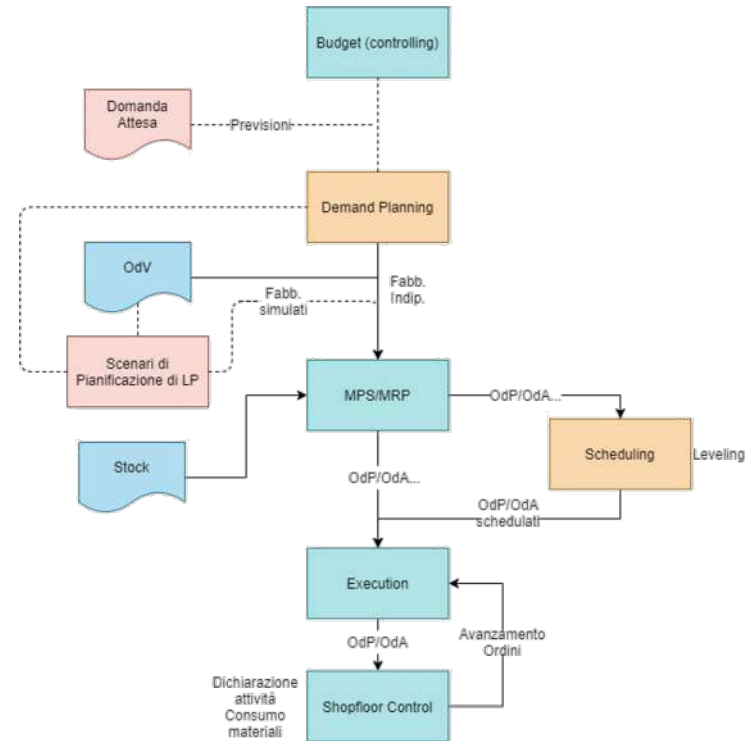 Budget (controlling)
Domanda
Attesa
Previsioni
Demand Planning
OdV
Fabb.
simulati
Fabb.
Indip.
Scenari di
Pianificazione di LP
MPS/MRP
OdP/OdA...
Stock
Scheduling
Leveling
OdP/OdA...
OdP/OdA
schedulati
Execution
OdP/OdA
Avanzamento
Ordini
Dichiarazione
attività
Consumo
materiali
Shopfloor Control